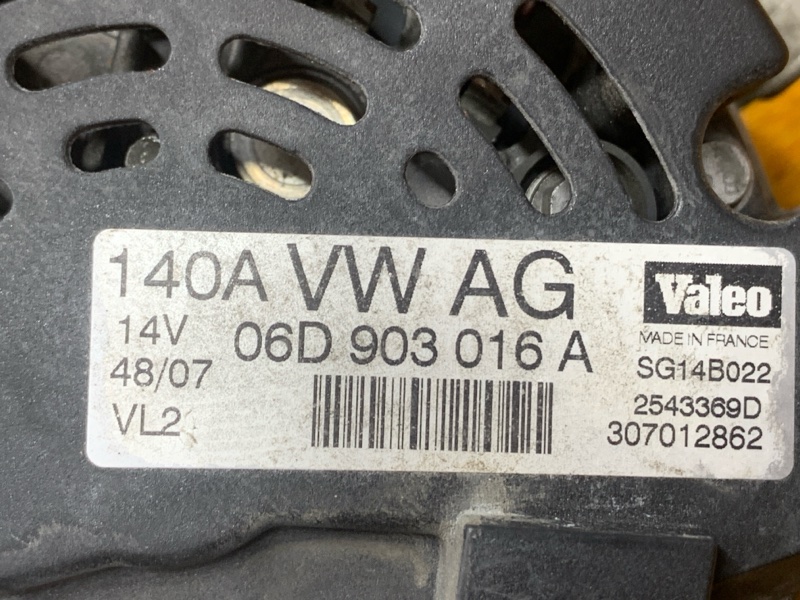 140A VW AG
14V 06D 903 016 A
48/07
VL2
Valeo
MADE IN FRANCE
SG14B022
2543369D
307012862